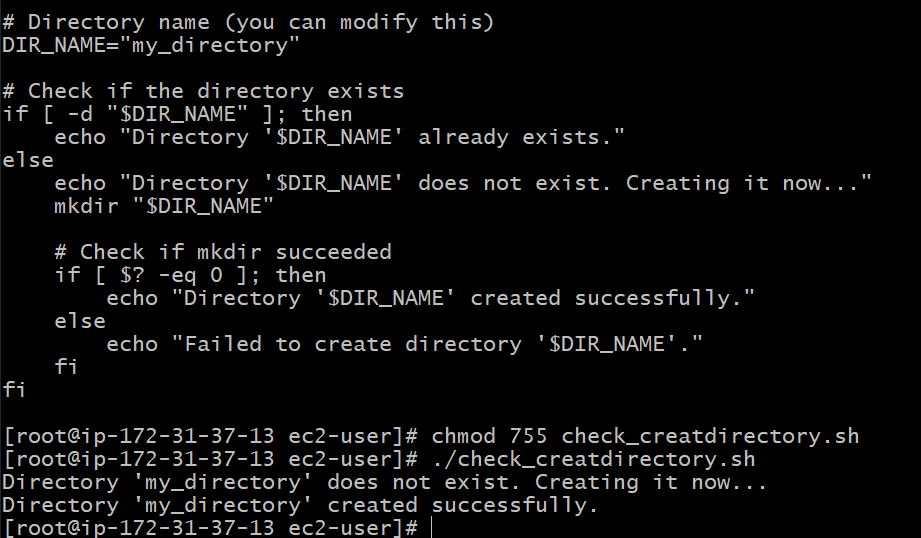 # Directory name (you can modify this)
DIR_NAME="my_directory"

# Check if the directory exists
if [ -d "$DIR_NAME" ]; then
    echo "Directory '$DIR_NAME' already exists."
else
    echo "Directory '$DIR_NAME' does not exist. Creating it now..."
    mkdir "$DIR_NAME"

    # Check if mkdir succeeded
    if [ $? -eq 0 ]; then
        echo "Directory '$DIR_NAME' created successfully."
    else
        echo "Failed to create directory '$DIR_NAME'."
    fi
fi

[root@ip-172-31-37-13 ec2-user]# chmod 755 check_creatdirectory.sh
[root@ip-172-31-37-13 ec2-user]# ./check_creatdirectory.sh
Directory 'my_directory' does not exist. Creating it now...
Directory 'my_directory' created successfully.
[root@ip-172-31-37-13 ec2-user]#